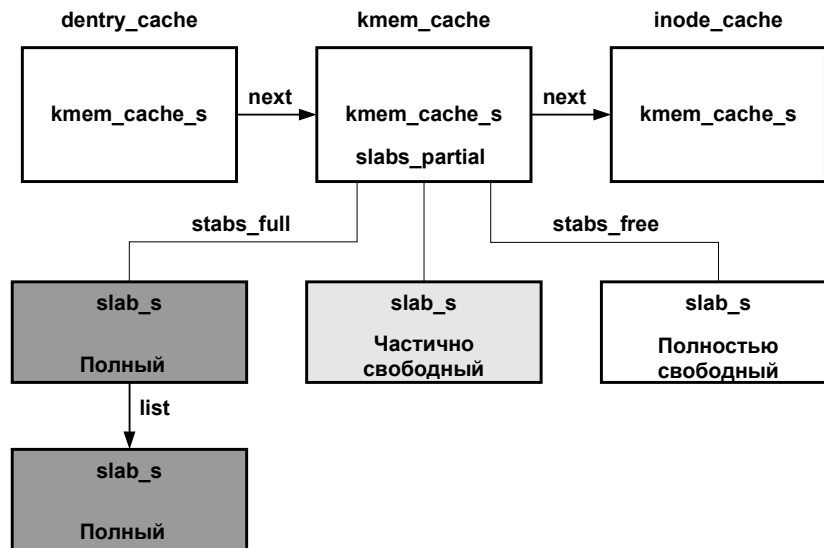 dentry_cache
kmem_cache
inode_cache
kmem_cache_s
next
kmem_cache_s
next
kmem_cache_s
slabs_partial
stabs_full
stabs_free
slab_s
Полный
slab_s
Частично
свободный
slab_s
Полностью
свободный
list
slab_s
Полный